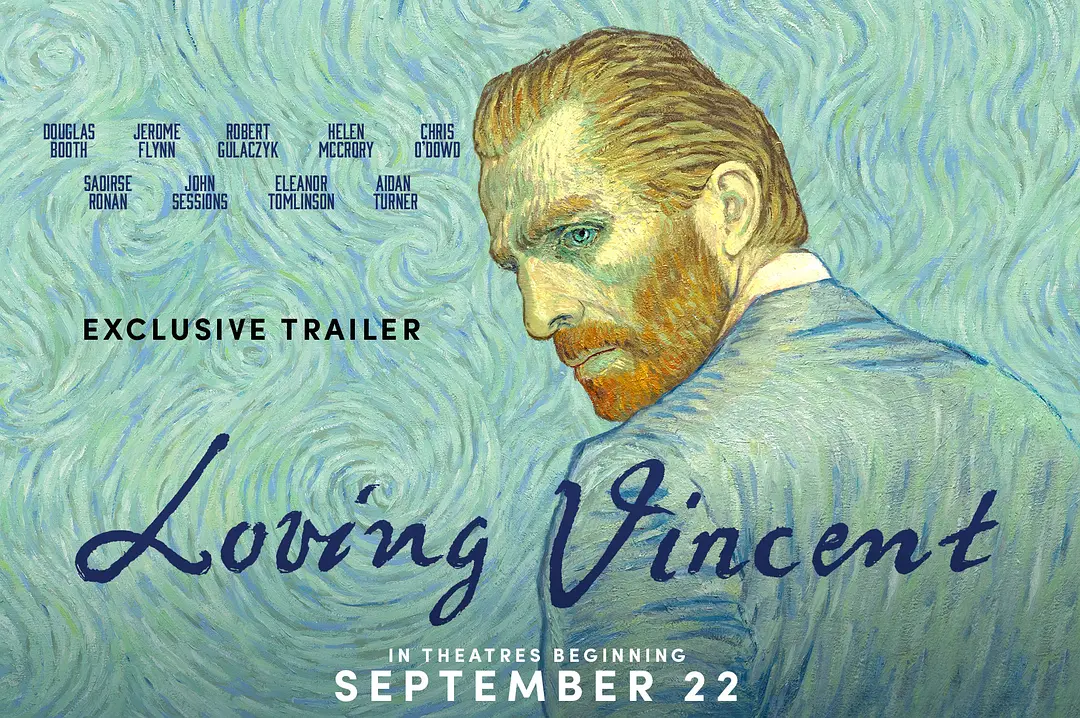 DOUGLAS BOOTH
JEROME FLYNN
ROBERT GULACZYK
HELEN MCCRORY
CHRIS O'DOWD
SAOIRSE RONAN
JOHN SESSIONS
ELEANOR TOMLINSON
AIDAN TURNER
EXCLUSIVE TRAILER
Loving Vincent
IN THEATRES BEGINNING
SEPTEMBER 22